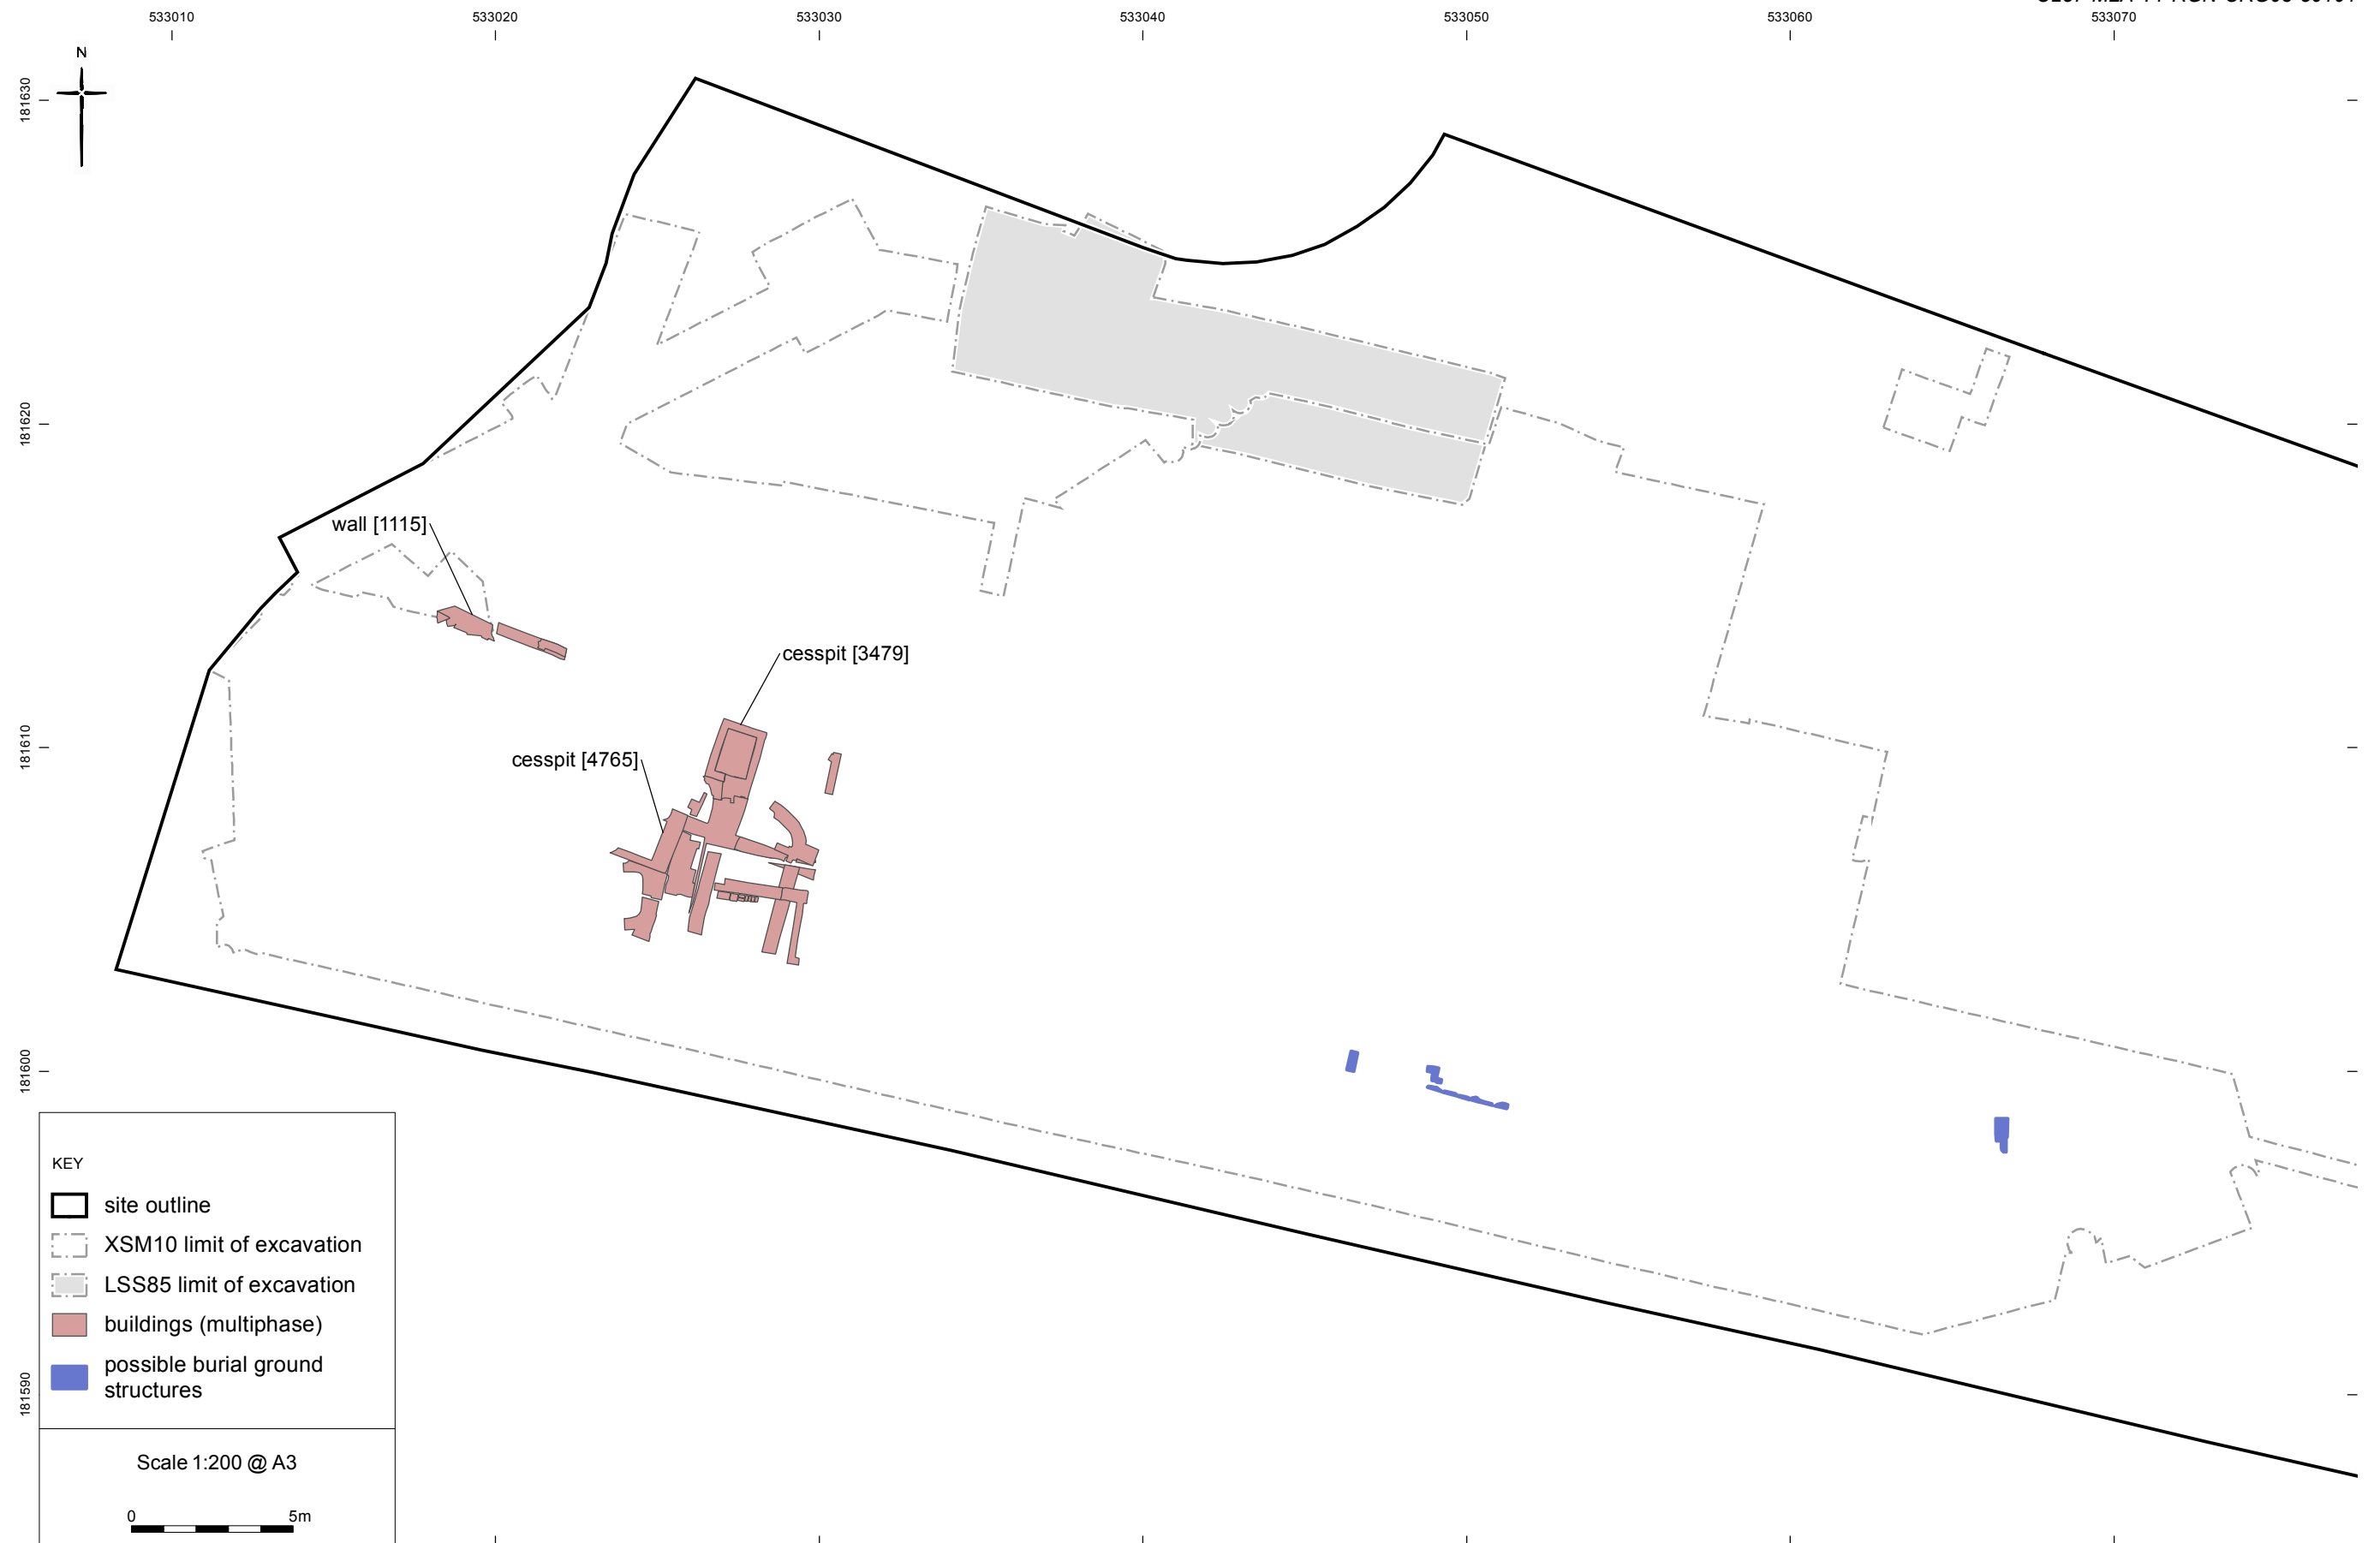 533010 533020 533030 533040 533050 533060 533070
N
181630
181620
wall [1115]
cesspit [3479]
181610
cesspit [4765]
181600
KEY
site outline
XSM10 limit of excavation
LSS85 limit of excavation
buildings (multiphase)
possible burial ground
structures
181590
Scale 1:200 @ A3
0 5m